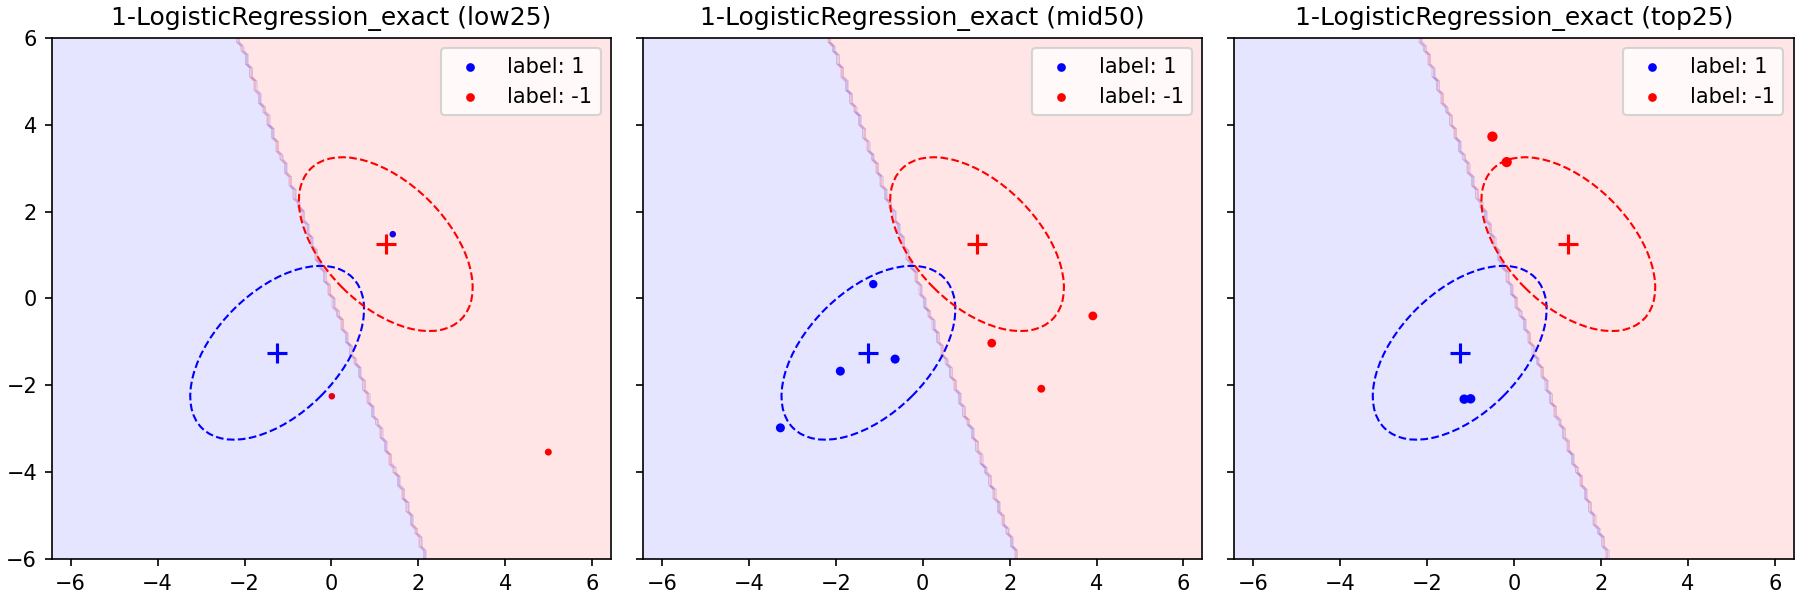 1-LogisticRegression_exact (low25)
1-LogisticRegression_exact (mid50)
1-LogisticRegression_exact (top25)
label: 1
label: -1
label: 1
label: -1
label: 1
label: -1
6
4
2
0
−2
−4
−6
−6 −4 −2 0 2 4 6
−6 −4 −2 0 2 4 6
−6 −4 −2 0 2 4 6